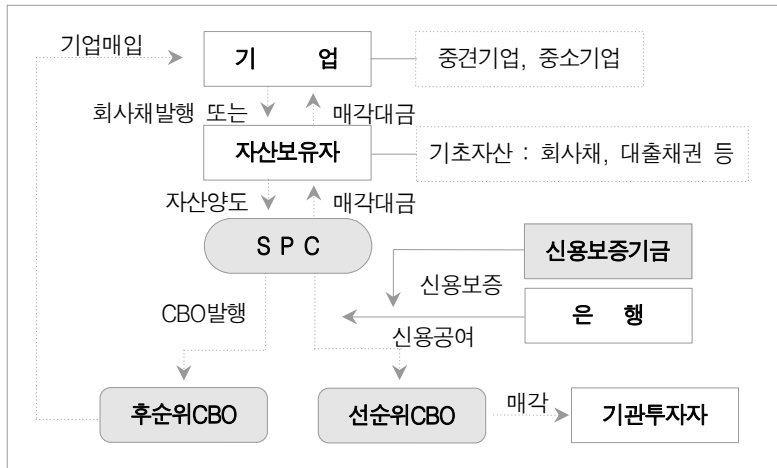 기업매입
기 업
중견기업, 중소기업
회사채발행 또는
매각대금
자산보유자
기초자산 : 회사채, 대출채권 등
자산양도
매각대금
S P C
신용보증기금
신용보증
CBO발행
은 행
신용공여
후순위CBO
선순위CBO
매각
기관투자자